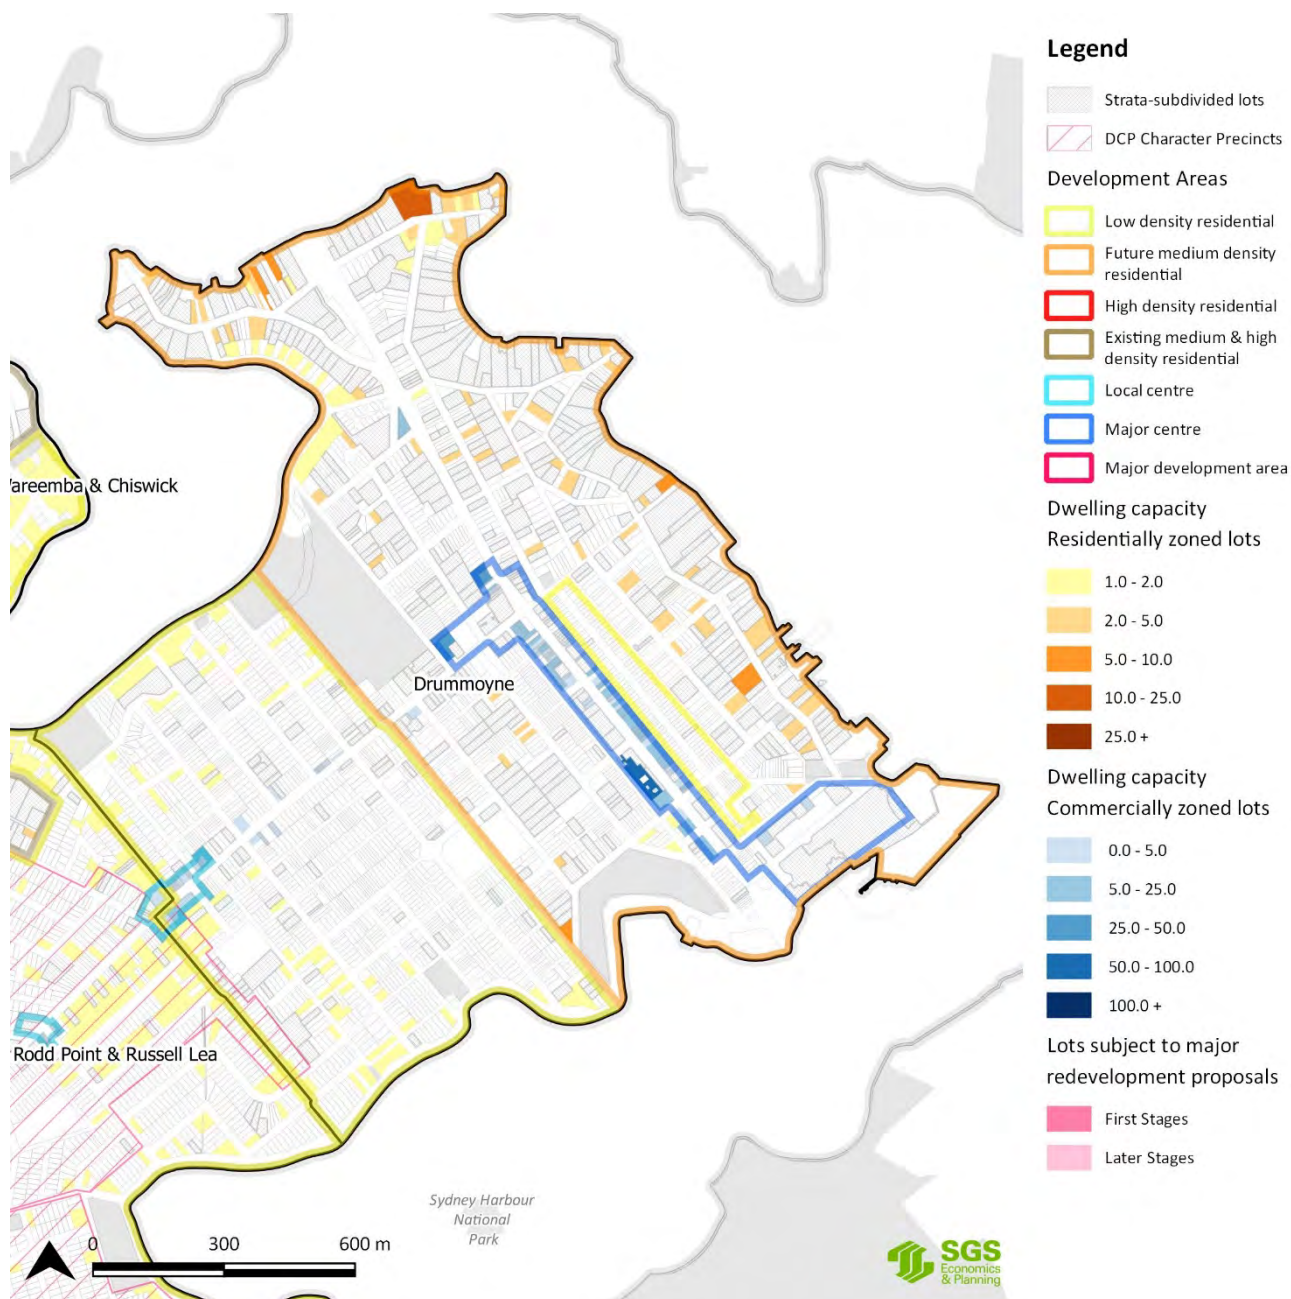 Legend
Strata-subdivided lots
DCP Character Precincts
Development Areas
Low density residential
Future medium density
residential
High density residential
Existing medium & high
density residential
Local centre
Major centre
Major development area
Dwelling capacity
Residentially zoned lots
1.0 - 2.0
2.0 - 5.0
5.0 - 10.0
10.0 - 25.0
25.0 +
Dwelling capacity
Commercially zoned lots
0.0 - 5.0
5.0 - 25.0
25.0 - 50.0
50.0 - 100.0
100.0 +
Lots subject to major
redevelopment proposals
First Stages
Later Stages
areemba & Chiswick
Drummoyne
Rodd Point & Russell Lea
Sydney Harbour
National
Park
0 300 600 m
SGS
Economics
& Planning